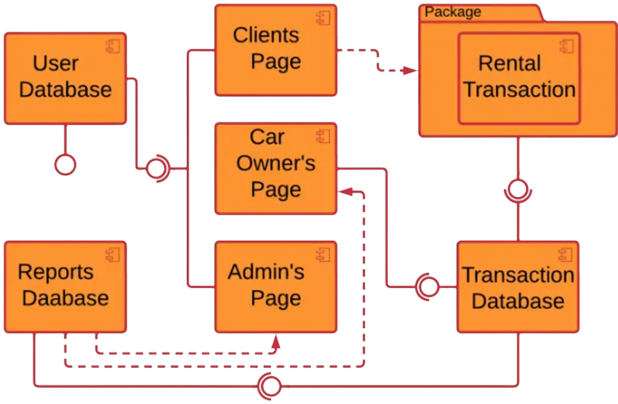 User
Database
Clients
Page
Package
Rental
Transaction
Car
Owner's
Page
Reports
Daabase
Admin's
Page
Transaction
Database